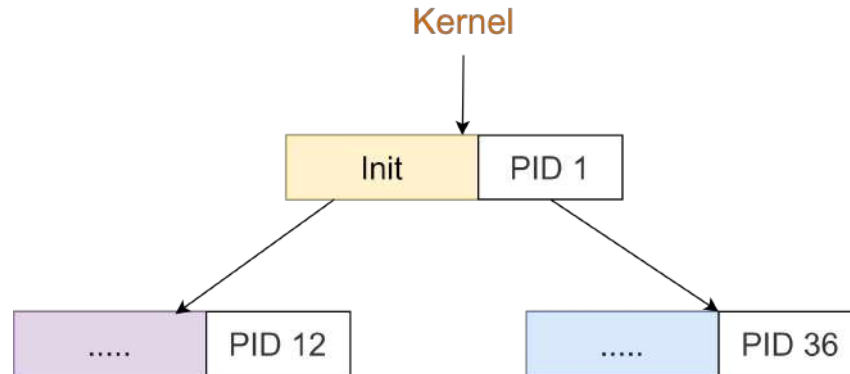 Kernel
Init PID 1
..... PID 12 ..... PID 36